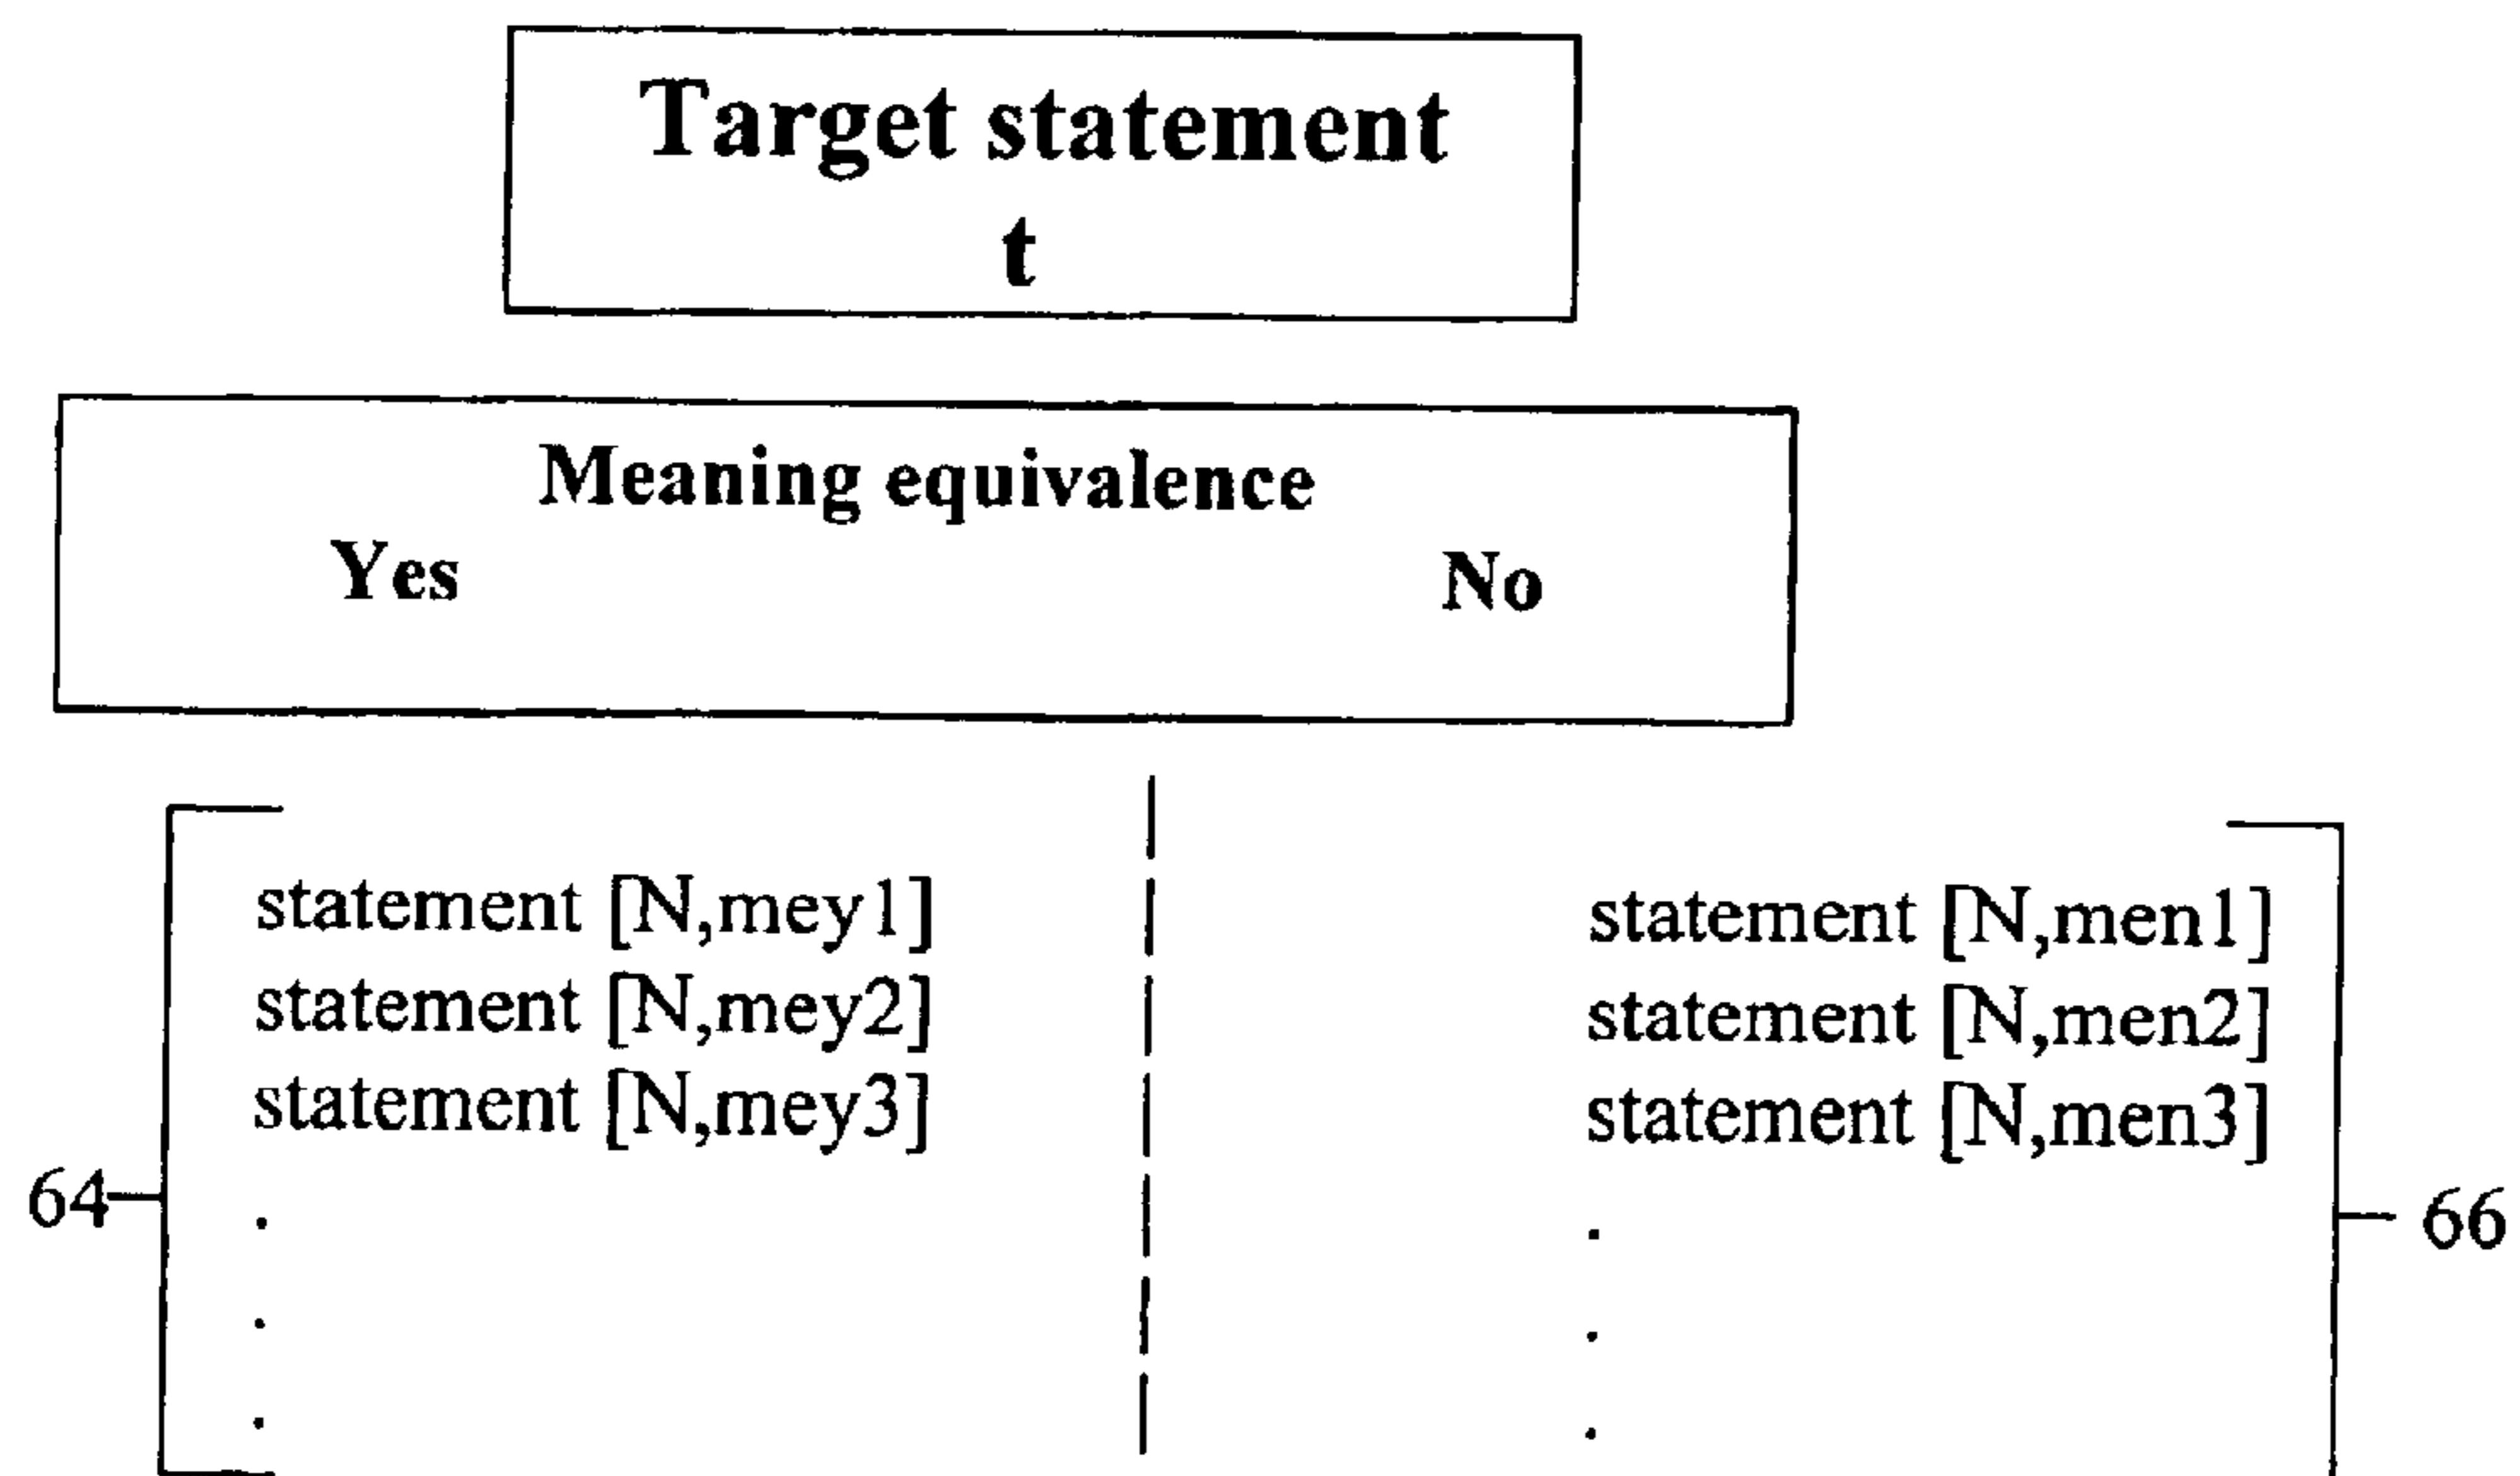 Target statement
t
Meaning equivalence
Yes No
statement [N,mey1]
statement [N,mey2]
statement [N,mey3]
64
.
.
.
statement [N,men1]
statement [N,men2]
statement [N,men3]
66
.
.
.